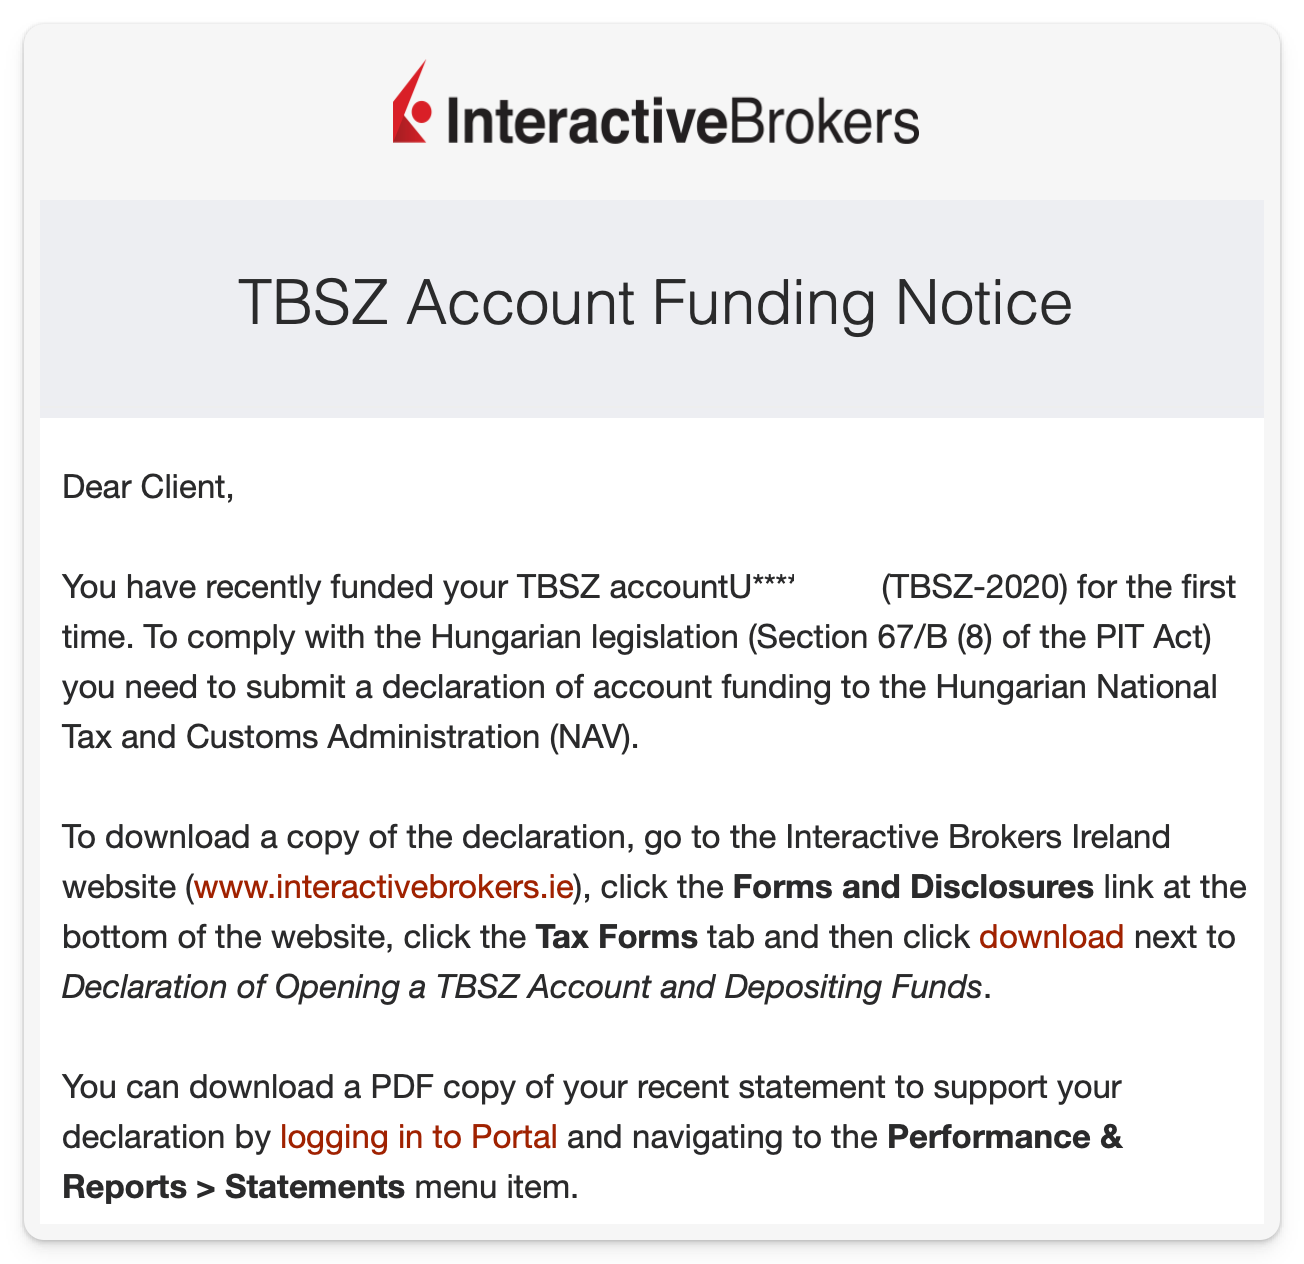 InteractiveBrokers
TBSZ Account Funding Notice
Dear Client,
You have recently funded your TBSZ accountU**** (TBSZ-2020) for the first
time. To comply with the Hungarian legislation (Section 67/B (8) of the PIT Act)
you need to submit a declaration of account funding to the Hungarian National
Tax and Customs Administration (NAV).
To download a copy of the declaration, go to the Interactive Brokers Ireland
website (www.interactivebrokers.ie), click the Forms and Disclosures link at the
bottom of the website, click the Tax Forms tab and then click download next to
Declaration of Opening a TBSZ Account and Depositing Funds.
You can download a PDF copy of your recent statement to support your
declaration by logging in to Portal and navigating to the Performance &
Reports > Statements menu item.